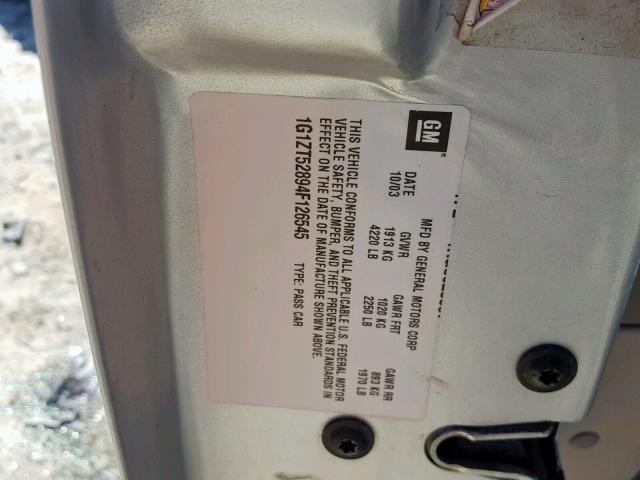 GM
MFD BY GENERAL MOTORS CORP
DATE GVWR GAWR FRT GAWR RR
10/03 1913 KG 1020 KG 893 KG
4220 LB 2250 LB 1970 LB
THIS VEHICLE CONFORMS TO ALL APPLICABLE U.S. FEDERAL MOTOR
VEHICLE SAFETY, BUMPER, AND THEFT PREVENTION STANDARDS IN
EFFECT ON THE DATE OF MANUFACTURE SHOWN ABOVE.
1G1ZT52894F126545 TYPE: PASS CAR